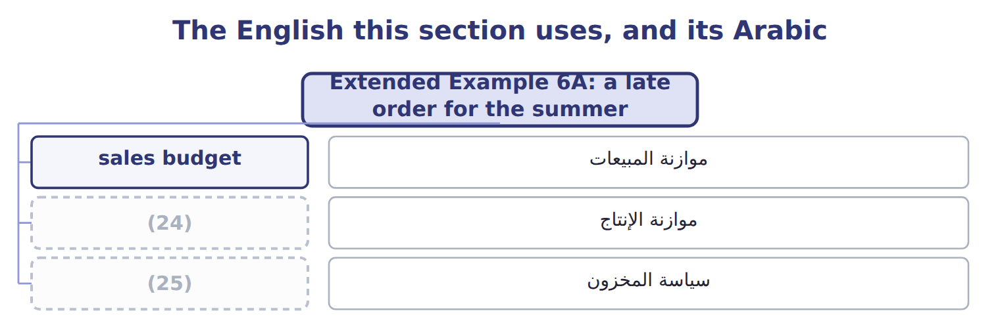 The English this section uses, and its Arabic
Extended Example 6A: a late
order for the summer
sales budget
موازنة المبيعات
(24)
موازنة الإنتاج
(25)
سياسة المخزون